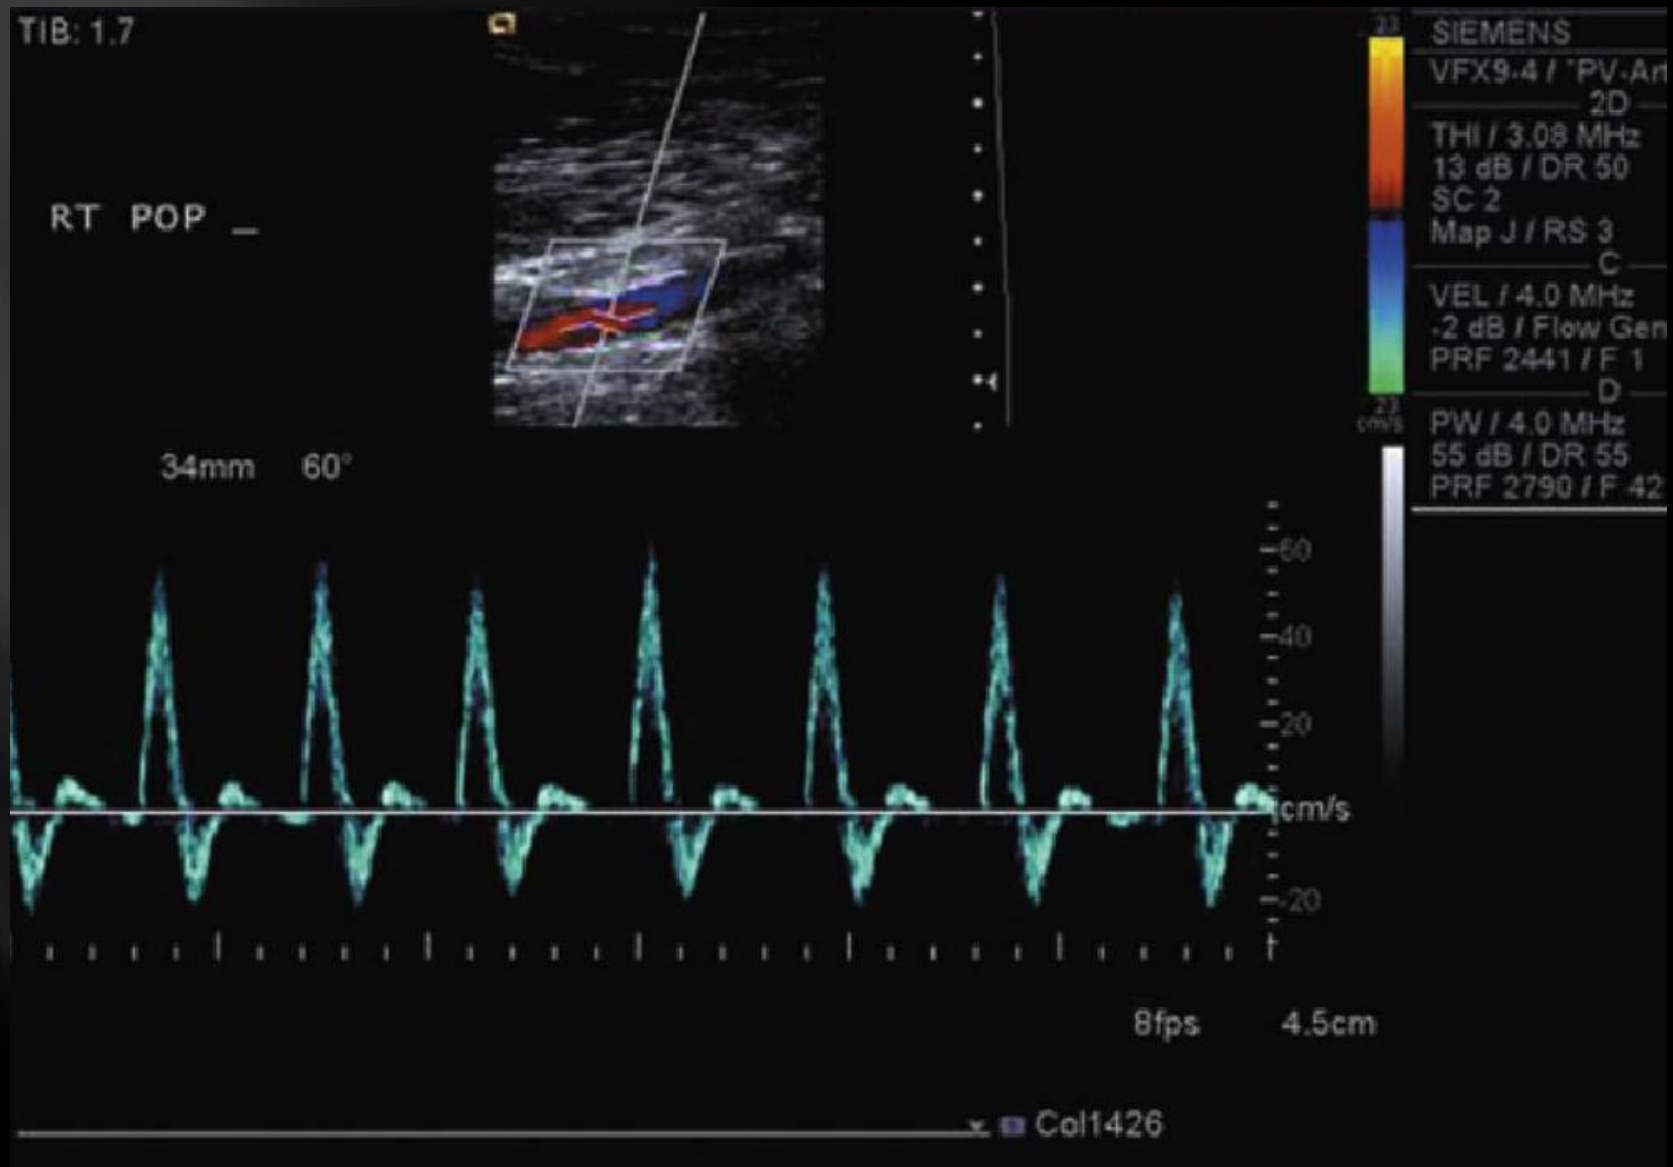 TIB: 1.7
RT POP _
34mm 60°
23
23
cm/s
SIEMENS
VFX9-4 / *PV-Art
2D
THI / 3.08 MHz
13 dB / DR 50
SC 2
Map J / RS 3
C
VEL / 4.0 MHz
-2 dB / Flow Gen
PRF 2441 / F 1
D
PW / 4.0 MHz
55 dB / DR 55
PRF 2790 / F 42
60
40
20
cm/s
-20
8fps 4.5cm
Col1426